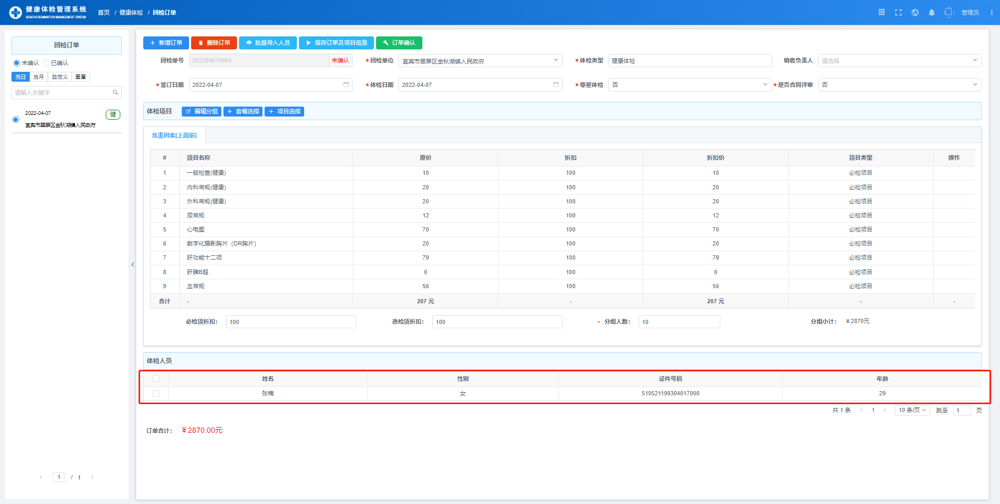 健康体检管理系统
HEALTH EXCMINATION MANAGEMENT SYSTEM
首页 / 健康体检 / 团检订单
管理员
团检订单
未确认 已确认
当日 当月 自定义 重置
请输入关键字
2022-04-07 健
宜宾市翠屏区金秋湖镇人民政府
1 / 1
新增订单 删除订单 批量导入人员 保存订单及项目信息 订单确认
团检单号 202204070004 未确认 *团检单位 宜宾市翠屏区金秋湖镇人民政府 *体检类型 健康体检 销售负责人 请选择
*签订日期 2022-04-07 *体检日期 2022-04-07 *零星体检 否 *是否合同评审 否
体检项目 编辑分组 套餐选择 项目选择
危害因素[上岗前]
# 项目名称 原价 折扣 折扣价 项目类型 操作
1 一般检查(健康) 10 100 10 必检项目
2 内科常规(健康) 20 100 20 必检项目
3 外科常规(健康) 20 100 20 必检项目
4 尿常规 12 100 12 必检项目
5 心电图 70 100 70 必检项目
6 数字化摄影胸片（DR胸片） 20 100 20 必检项目
7 肝功能十二项 79 100 79 必检项目
8 肝脾B超 0 100 0 必检项目
9 血常规 56 100 56 必检项目
合计 - 287 元 - 287 元 - -
必检项折扣： 100 选检项折扣： 100 * 分组人数： 10 分组小计： ¥ 2870元
体检人员
姓名 性别 证件号码 年龄
张楠 女 510521199304017000 29
共 1 条 1 10 条/页 跳至 1 页
订单合计： ¥ 2870.00元